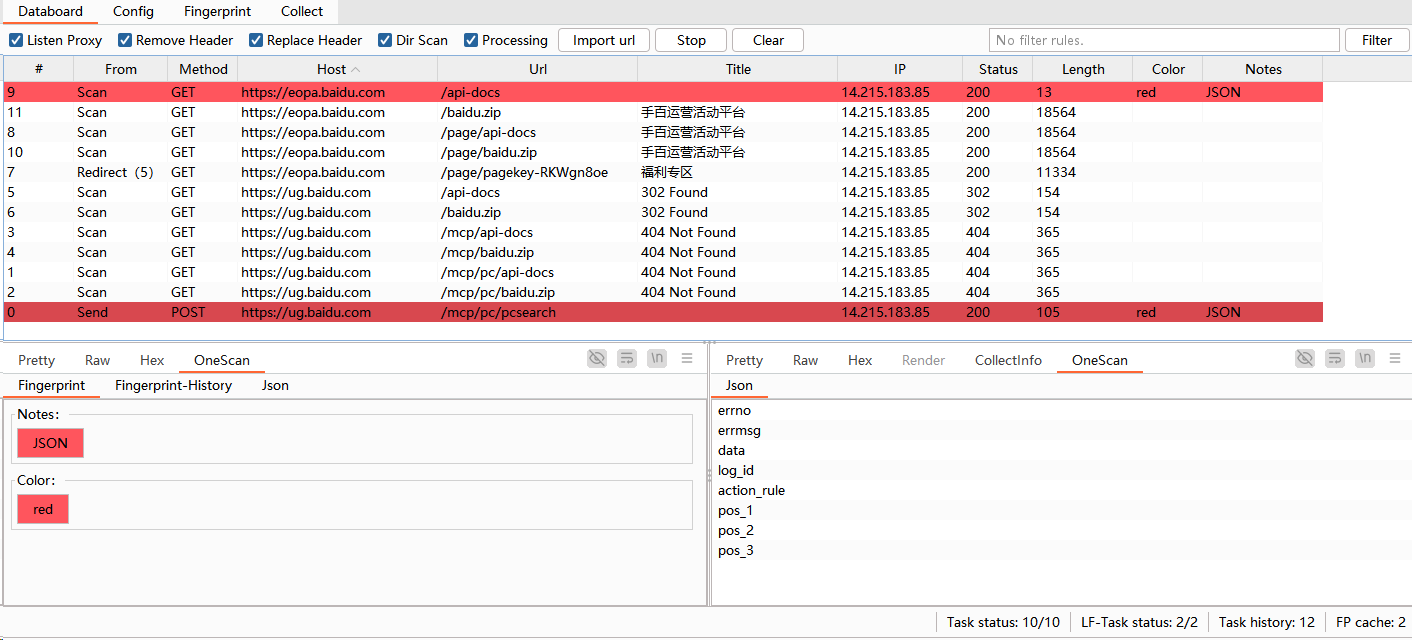 Databoard Config Fingerprint Collect
Listen Proxy Remove Header Replace Header Dir Scan Processing Import url Stop Clear No filter rules. Filter
# From Method Host Url Title IP Status Length Color Notes
9 Scan GET https://eopa.baidu.com /api-docs 14.215.183.85 200 13 red JSON
11 Scan GET https://eopa.baidu.com /baidu.zip 手百运营活动平台 14.215.183.85 200 18564
8 Scan GET https://eopa.baidu.com /page/api-docs 手百运营活动平台 14.215.183.85 200 18564
10 Scan GET https://eopa.baidu.com /page/baidu.zip 手百运营活动平台 14.215.183.85 200 18564
7 Redirect（5） GET https://eopa.baidu.com /page/pagekey-RKWgn8oe 福利专区 14.215.183.85 200 11334
5 Scan GET https://ug.baidu.com /api-docs 302 Found 14.215.183.85 302 154
6 Scan GET https://ug.baidu.com /baidu.zip 302 Found 14.215.183.85 302 154
3 Scan GET https://ug.baidu.com /mcp/api-docs 404 Not Found 14.215.183.85 404 365
4 Scan GET https://ug.baidu.com /mcp/baidu.zip 404 Not Found 14.215.183.85 404 365
1 Scan GET https://ug.baidu.com /mcp/pc/api-docs 404 Not Found 14.215.183.85 404 365
2 Scan GET https://ug.baidu.com /mcp/pc/baidu.zip 404 Not Found 14.215.183.85 404 365
0 Send POST https://ug.baidu.com /mcp/pc/pcsearch 14.215.183.85 200 105 red JSON
Pretty Raw Hex OneScan \n
Fingerprint Fingerprint-History Json
Notes:
JSON
Color:
red
Pretty Raw Hex Render CollectInfo OneScan \n
Json
errno
errmsg
data
log_id
action_rule
pos_1
pos_2
pos_3
Task status: 10/10 LF-Task status: 2/2 Task history: 12 FP cache: 2